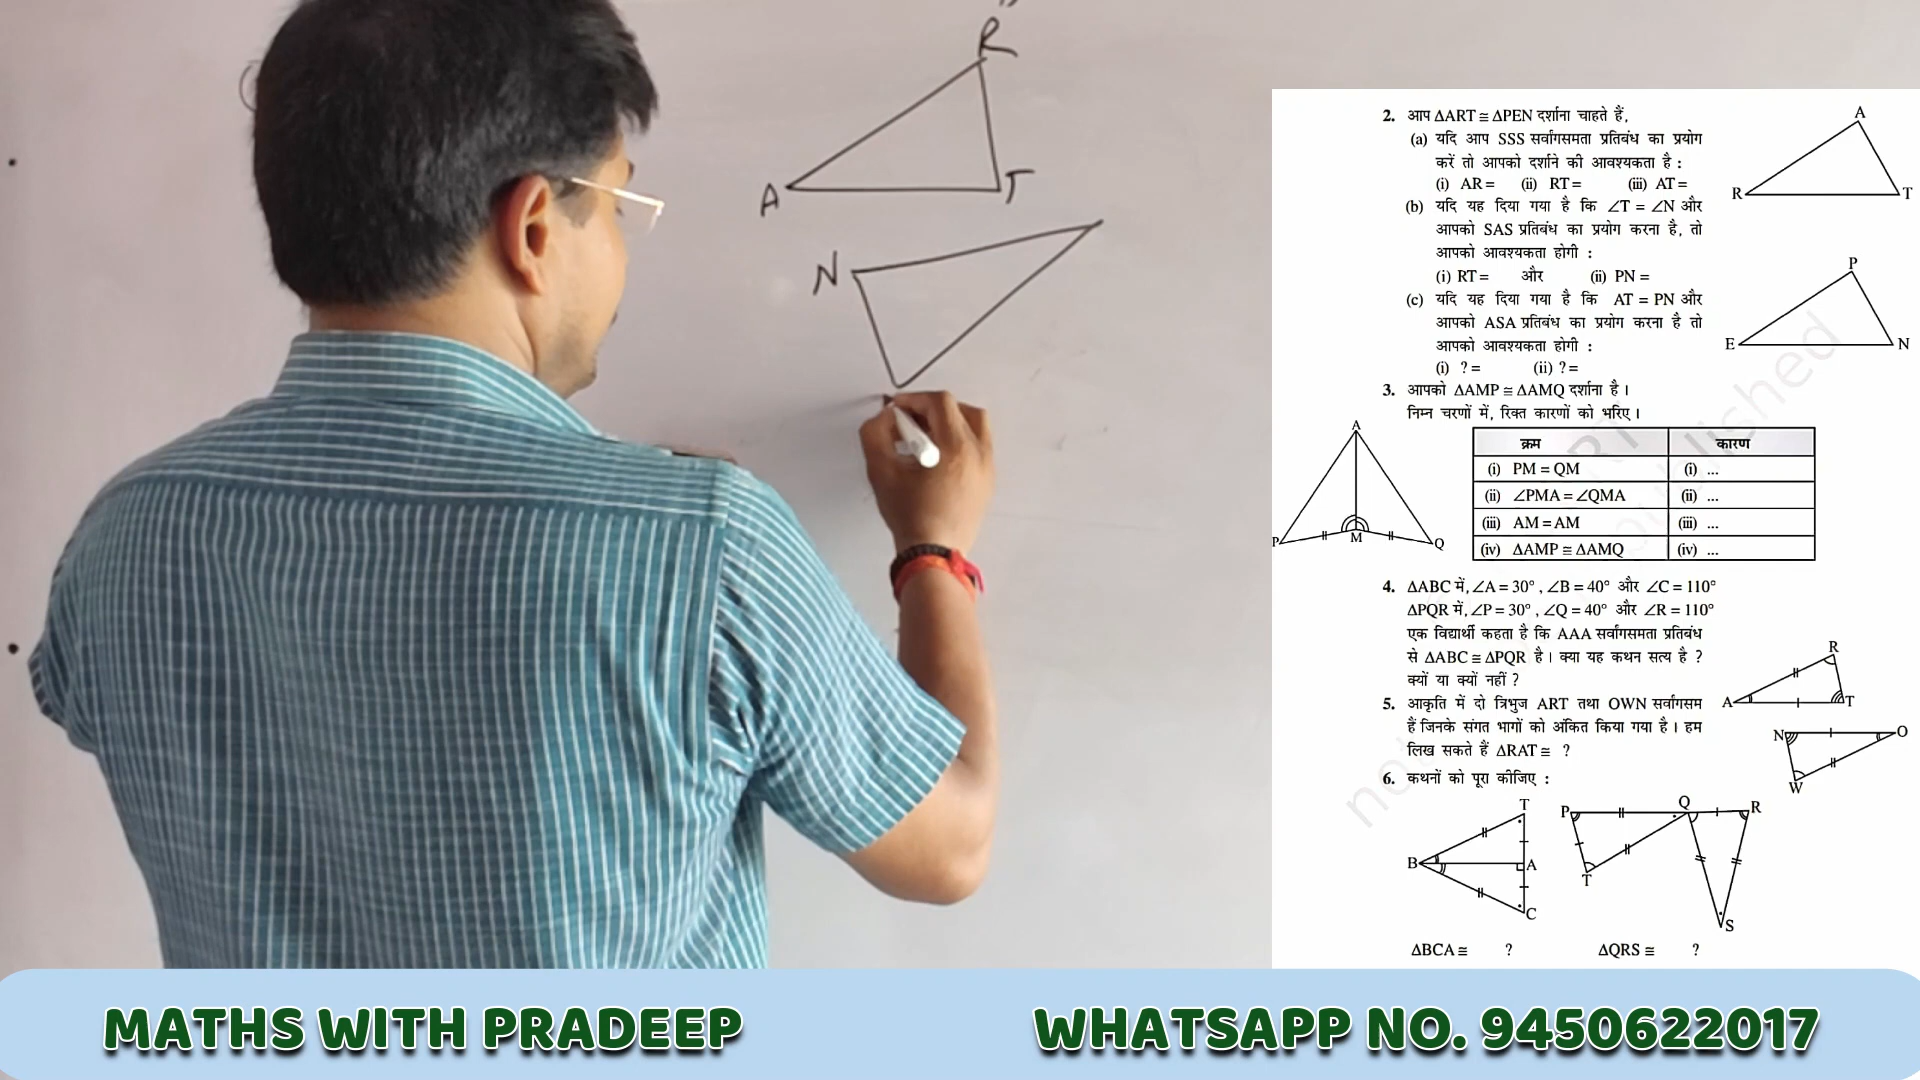 R
A
T
N
2. आप ΔART ≅ ΔPEN दर्शाना चाहते हैं,
(a) यदि आप SSS सर्वांगसमता प्रतिबंध का प्रयोग
करें तो आपको दर्शाने की आवश्यकता है :
(i) AR = (ii) RT = (iii) AT =
(b) यदि यह दिया गया है कि ∠T = ∠N और
आपको SAS प्रतिबंध का प्रयोग करना है, तो
आपको आवश्यकता होगी :
(i) RT = और (ii) PN =
(c) यदि यह दिया गया है कि AT = PN और
आपको ASA प्रतिबंध का प्रयोग करना है तो
आपको आवश्यकता होगी :
(i) ? = (ii) ? =
A
R T
P
E N
3. आपको ΔAMP ≅ ΔAMQ दर्शाना है।
निम्न चरणों में, रिक्त कारणों को भरिए।
A
P M Q
क्रम कारण
(i) PM = QM (i) ...
(ii) ∠PMA = ∠QMA (ii) ...
(iii) AM = AM (iii) ...
(iv) ΔAMP ≅ ΔAMQ (iv) ...
4. ΔABC में, ∠A = 30° , ∠B = 40° और ∠C = 110°
ΔPQR में, ∠P = 30° , ∠Q = 40° और ∠R = 110°
एक विद्यार्थी कहता है कि AAA सर्वांगसमता प्रतिबंध
से ΔABC ≅ ΔPQR है। क्या यह कथन सत्य है ?
क्यों या क्यों नहीं ?
5. आकृति में दो त्रिभुज ART तथा OWN सर्वांगसम
हैं जिनके संगत भागों को अंकित किया गया है। हम
लिख सकते हैं ΔRAT ≅ ?
R
A T
N O
W
6. कथनों को पूरा कीजिए :
T
B A
C
P Q R
T
S
ΔBCA ≅ ? ΔQRS ≅ ?
MATHS WITH PRADEEP
WHATSAPP NO. 9450622017